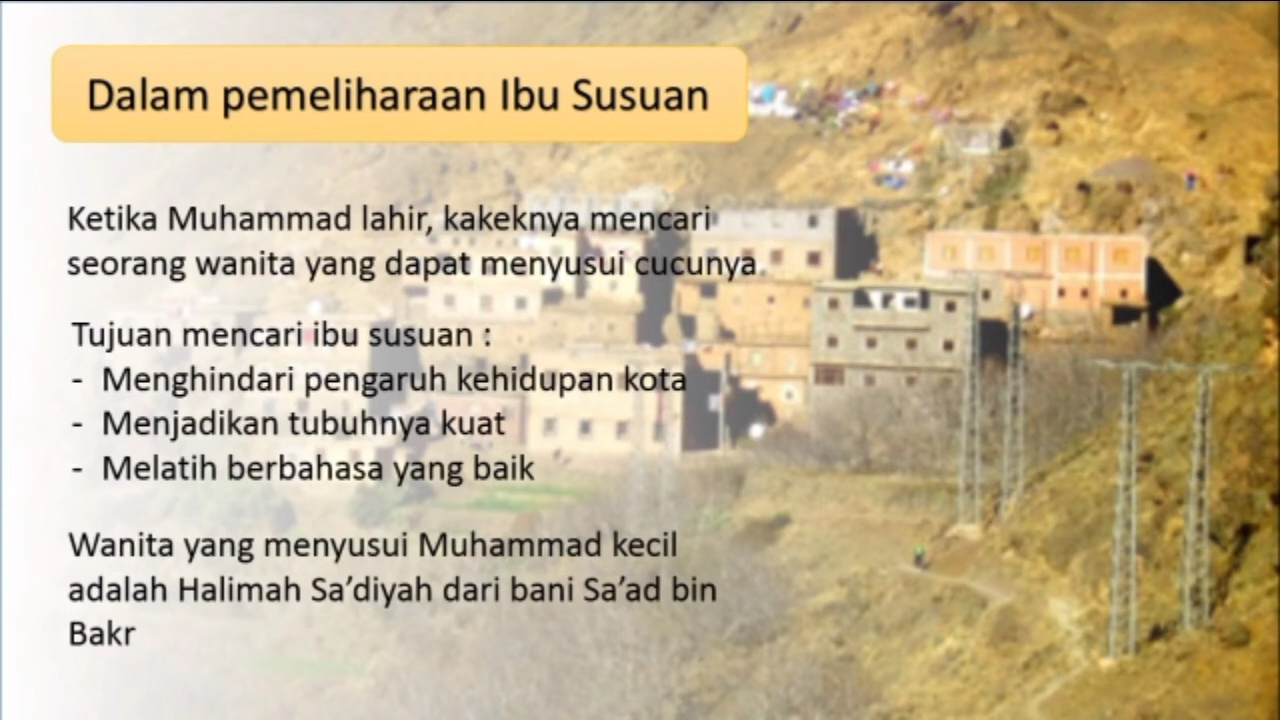 Dalam pemeliharaan Ibu Susuan
Ketika Muhammad lahir, kakeknya mencari
seorang wanita yang dapat menyusui cucunya.
Tujuan mencari ibu susuan :
- Menghindari pengaruh kehidupan kota
- Menjadikan tubuhnya kuat
- Melatih berbahasa yang baik
Wanita yang menyusui Muhammad kecil
adalah Halimah Sa’diyah dari bani Sa’ad bin
Bakr